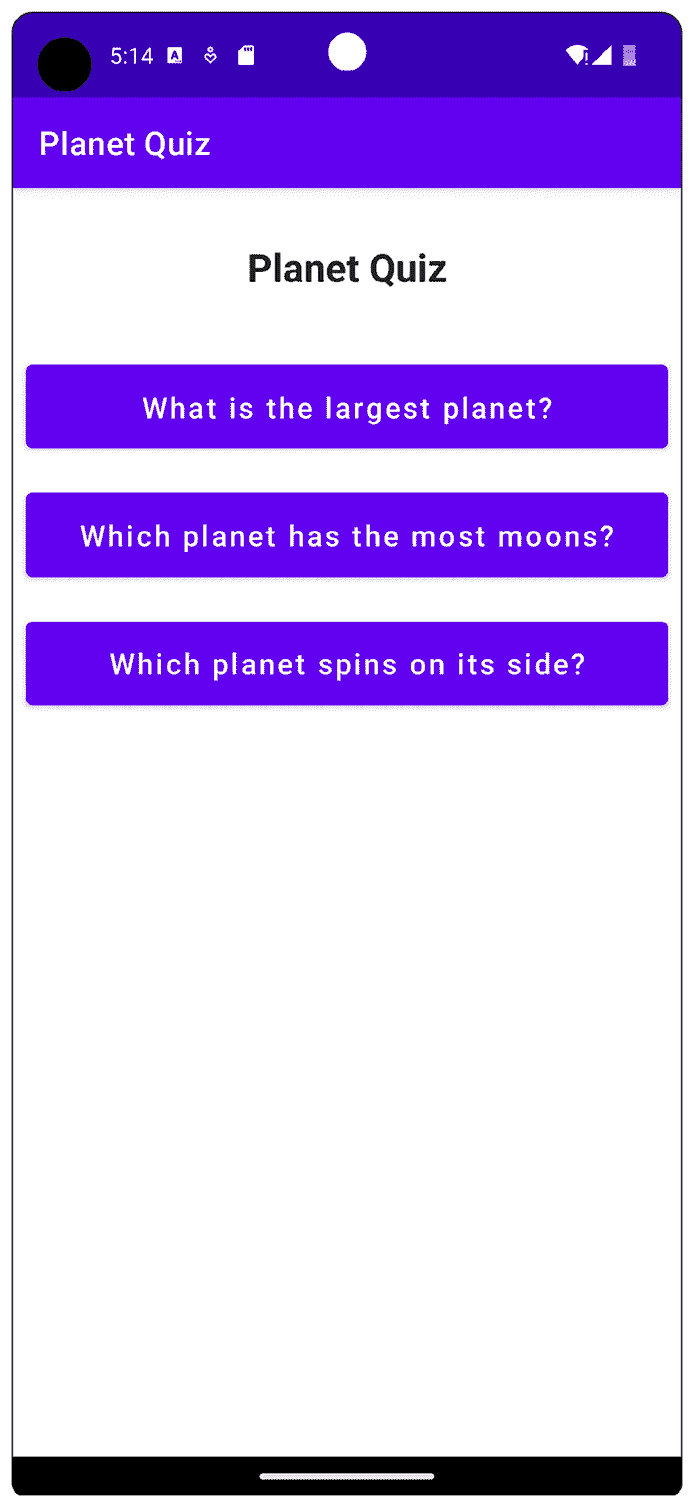 5:14
Planet Quiz
Planet Quiz
What is the largest planet?
Which planet has the most moons?
Which planet spins on its side?